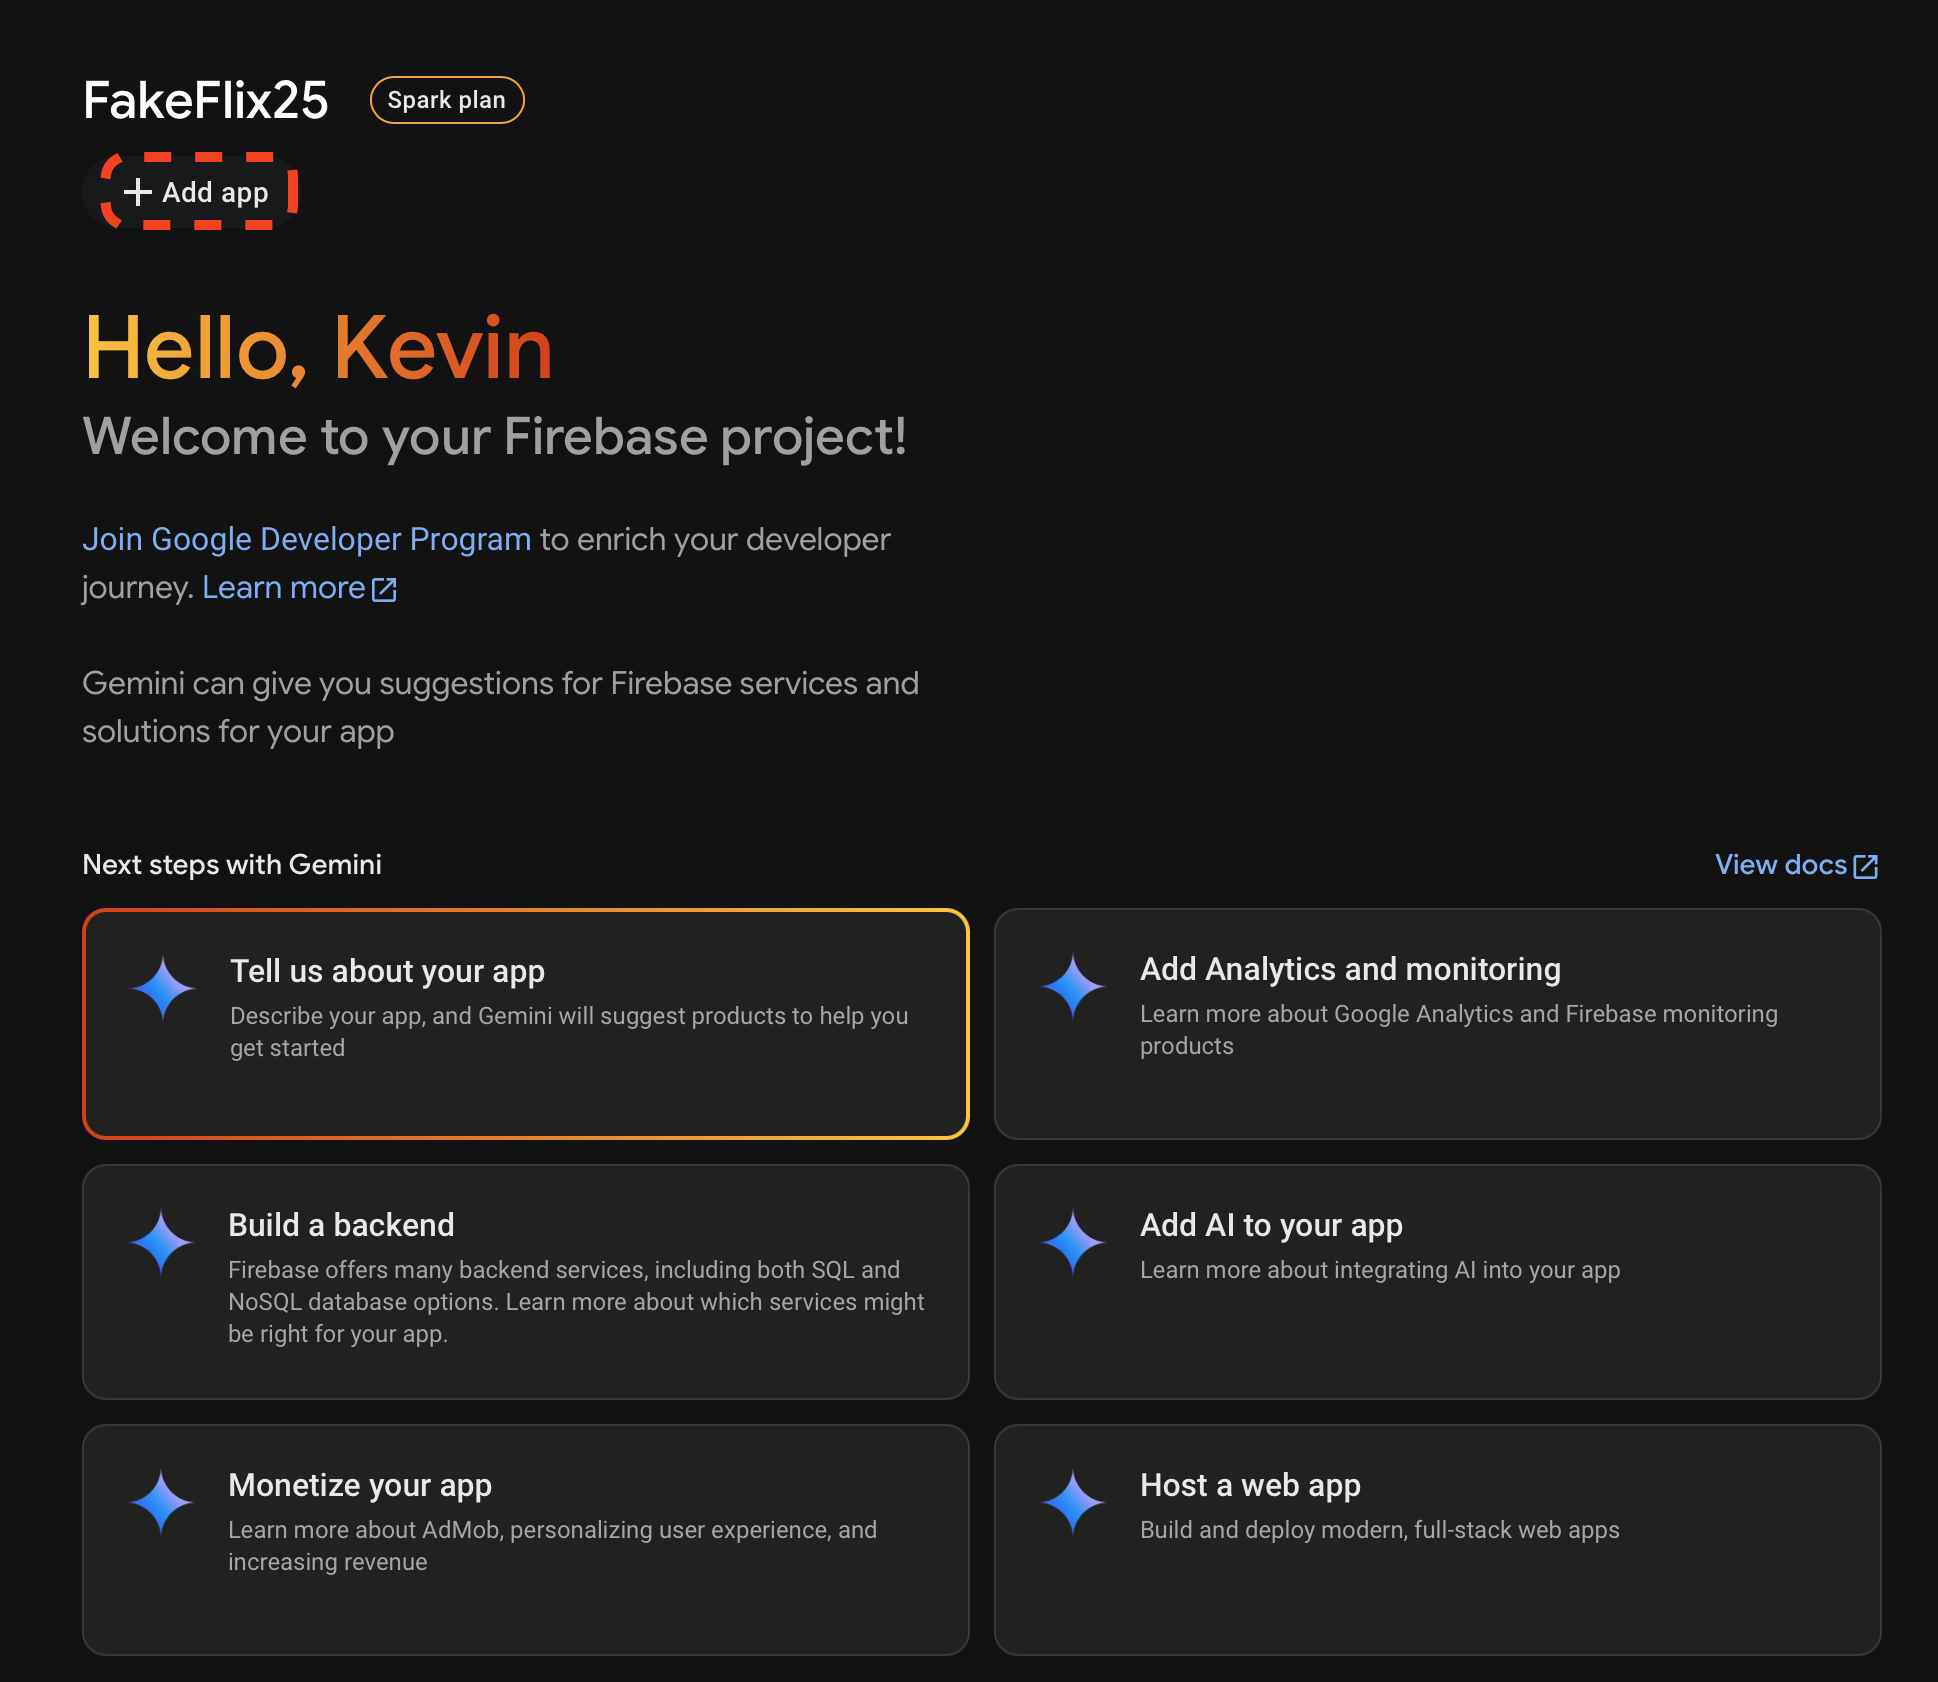 FakeFlix25
Spark plan
Add app
Hello, Kevin
Welcome to your Firebase project!
Join Google Developer Program to enrich your developer
journey. Learn more
Gemini can give you suggestions for Firebase services and
solutions for your app
Next steps with Gemini
View docs
Tell us about your app
Describe your app, and Gemini will suggest products to help you
get started
Add Analytics and monitoring
Learn more about Google Analytics and Firebase monitoring
products
Build a backend
Firebase offers many backend services, including both SQL and
NoSQL database options. Learn more about which services might
be right for your app.
Add AI to your app
Learn more about integrating AI into your app
Monetize your app
Learn more about AdMob, personalizing user experience, and
increasing revenue
Host a web app
Build and deploy modern, full-stack web apps